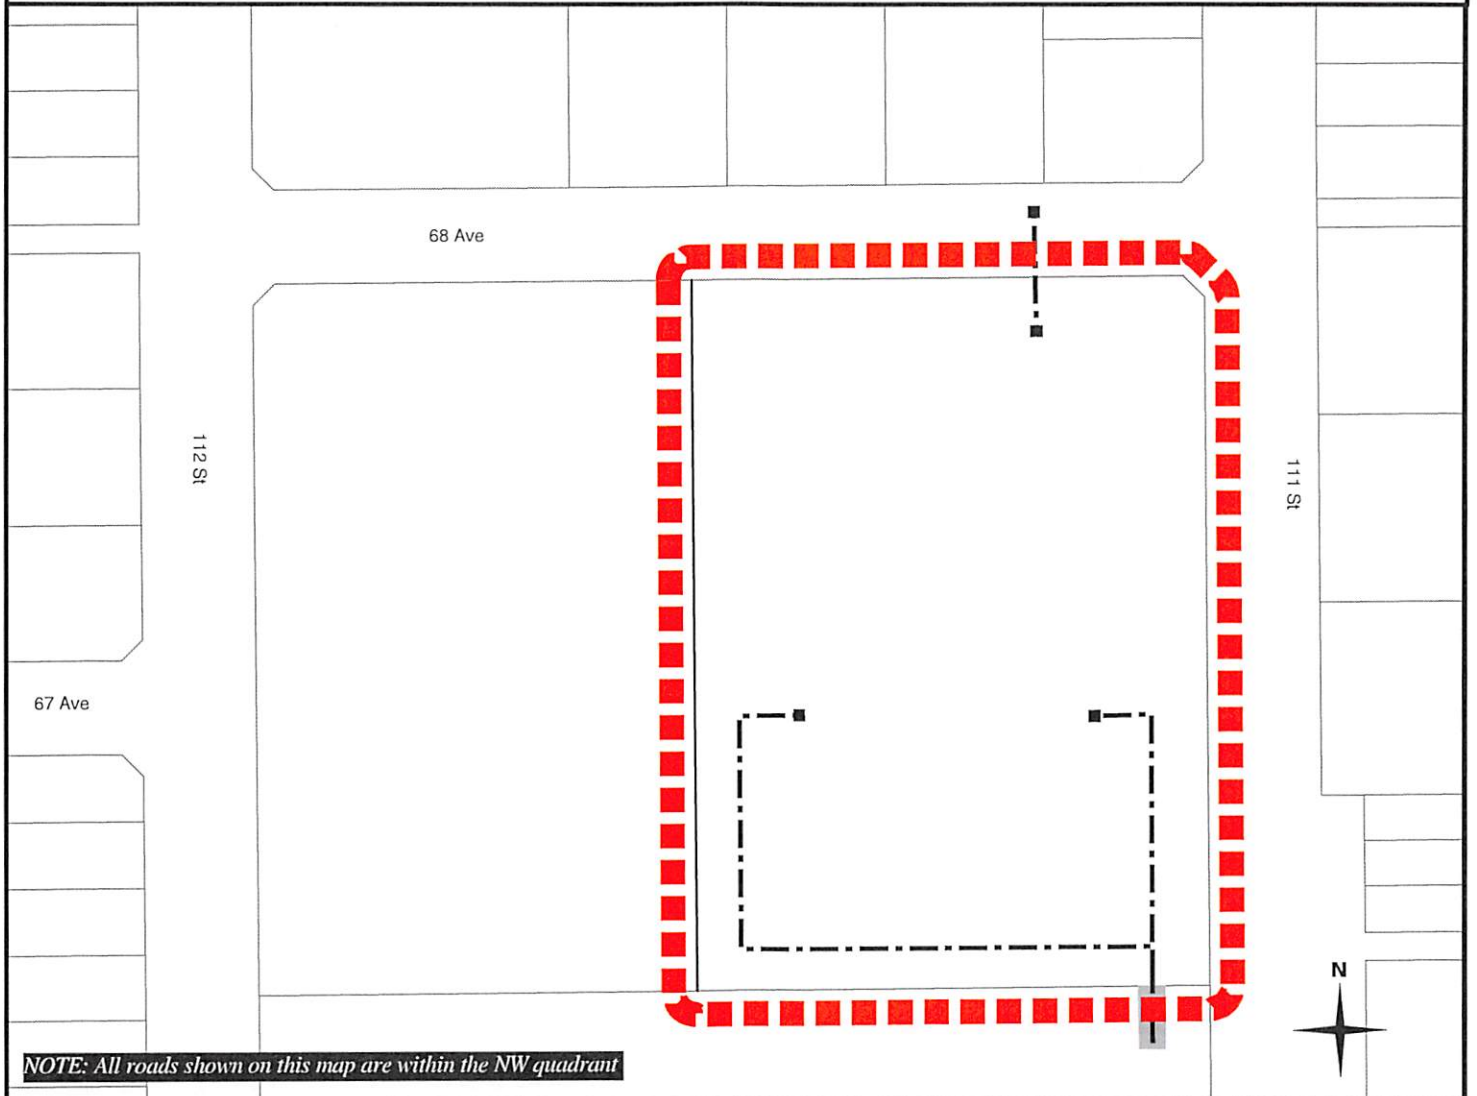 68 Ave
112 St
111 St
67 Ave
N
NOTE: All roads shown on this map are within the NW quadrant